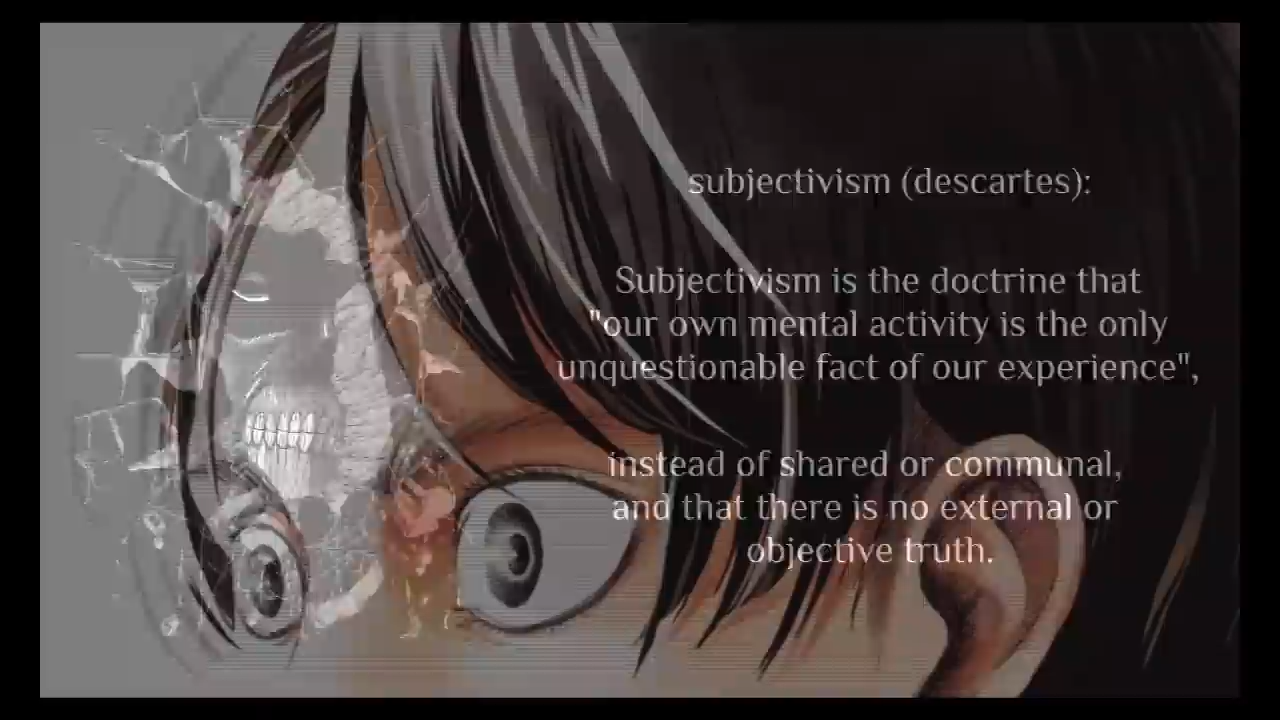 subjectivism (descartes):
Subjectivism is the doctrine that
"our own mental activity is the only
unquestionable fact of our experience",
instead of shared or communal,
and that there is no external or
objective truth.